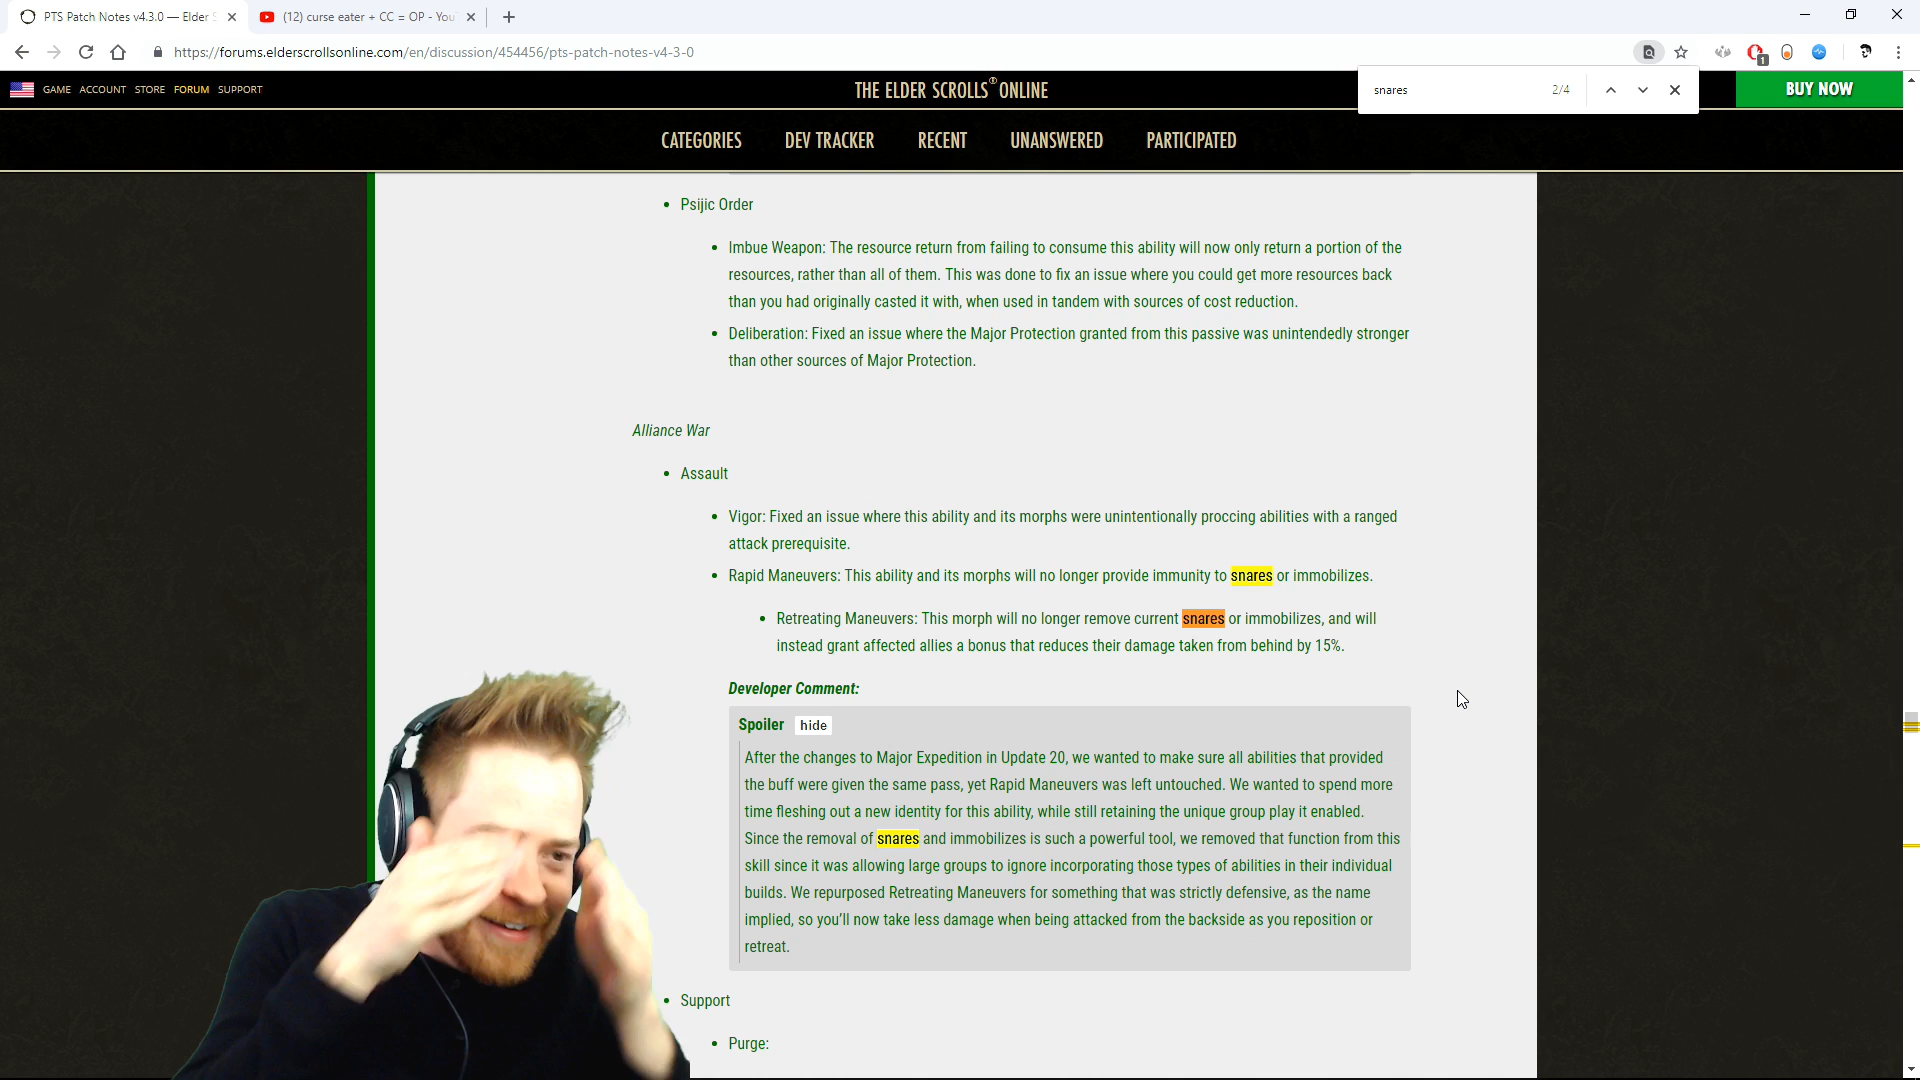 PTS Patch Notes v4.3.0 — Elder S
(12) curse eater + CC = OP - You
https://forums.elderscrollsonline.com/en/discussion/454456/pts-patch-notes-v4-3-0
1
GAME ACCOUNT STORE FORUM SUPPORT
THE ELDER SCROLLS ONLINE
snares 2/4
BUY NOW
CATEGORIES DEV TRACKER RECENT UNANSWERED PARTICIPATED
• Psijic Order
• Imbue Weapon: The resource return from failing to consume this ability will now only return a portion of the
resources, rather than all of them. This was done to fix an issue where you could get more resources back
than you had originally casted it with, when used in tandem with sources of cost reduction.
• Deliberation: Fixed an issue where the Major Protection granted from this passive was unintendedly stronger
than other sources of Major Protection.
Alliance War
• Assault
• Vigor: Fixed an issue where this ability and its morphs were unintentionally proccing abilities with a ranged
attack prerequisite.
• Rapid Maneuvers: This ability and its morphs will no longer provide immunity to snares or immobilizes.
• Retreating Maneuvers: This morph will no longer remove current snares or immobilizes, and will
instead grant affected allies a bonus that reduces their damage taken from behind by 15%.
Developer Comment:
Spoiler hide
After the changes to Major Expedition in Update 20, we wanted to make sure all abilities that provided
the buff were given the same pass, yet Rapid Maneuvers was left untouched. We wanted to spend more
time fleshing out a new identity for this ability, while still retaining the unique group play it enabled.
Since the removal of snares and immobilizes is such a powerful tool, we removed that function from this
skill since it was allowing large groups to ignore incorporating those types of abilities in their individual
builds. We repurposed Retreating Maneuvers for something that was strictly defensive, as the name
implied, so you'll now take less damage when being attacked from the backside as you reposition or
retreat.
• Support
• Purge: